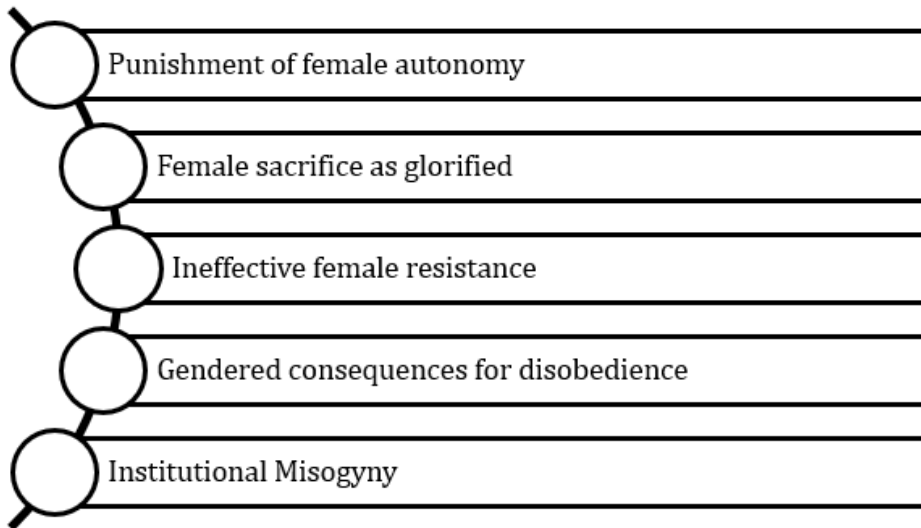 Punishment of female autonomy
Female sacrifice as glorified
Ineffective female resistance
Gendered consequences for disobedience
Institutional Misogyny